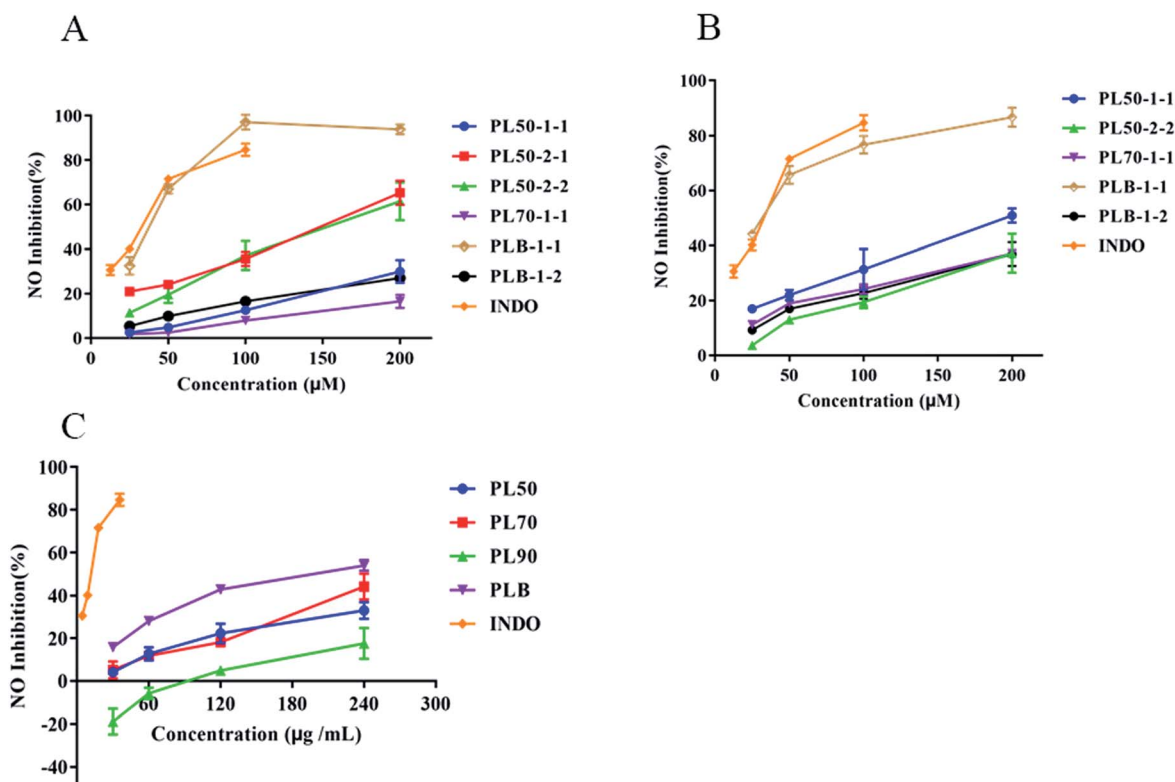 A
NO Inhibition(%)
100
80
60
40
20
0
0
50
100
150
200
Concentration (μM)
PL50-1-1
PL50-2-1
PL50-2-2
PL70-1-1
PLB-1-1
PLB-1-2
INDO
B
NO Inhibition(%)
100
80
60
40
20
0
0
50
100
150
200
Concentration (μM)
PL50-1-1
PL50-2-2
PL70-1-1
PLB-1-1
PLB-1-2
INDO
C
NO Inhibition(%)
100
80
60
40
20
0
-20
-40
60
120
180
240
300
Concentration (μg /mL)
PL50
PL70
PL90
PLB
INDO